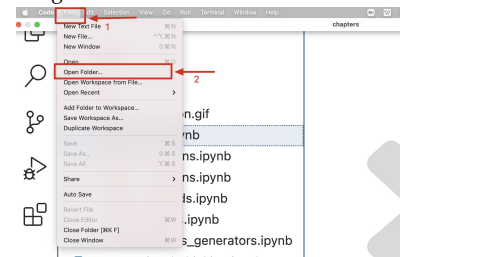 Code
Selection View Go Run Terminal Window Help
chapters
New Text File 1 ⌘N
New File... ⌃⌥⌘N
New Window ⇧⌘N
Open... ⌘O
Open Folder...
2
Open Workspace from File...
Open Recent >
Add Folder to Workspace...
Save Workspace As...
Duplicate Workspace
Save ⌘S
Save As... ⇧⌘S
Save All ⌥⌘S
Share >
Auto Save
Revert File
Close Editor ⌘W
Close Folder [⌘K F]
Close Window ⌘W
on.gif
ynb
ns.ipynb
ns.ipynb
ds.ipynb
.ipynb
s_generators.ipynb